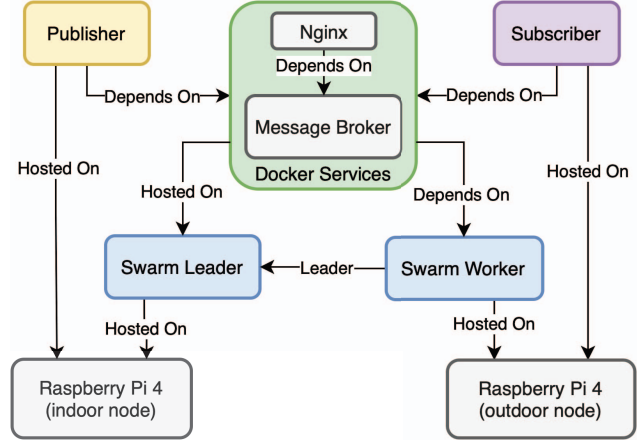 Publisher
Nginx
Subscriber
Depends On
Depends On
Depends On
Message Broker
Docker Services
Hosted On
Hosted On
Hosted On
Depends On
Swarm Leader
Leader
Swarm Worker
Hosted On
Hosted On
Raspberry Pi 4
(indoor node)
Raspberry Pi 4
(outdoor node)